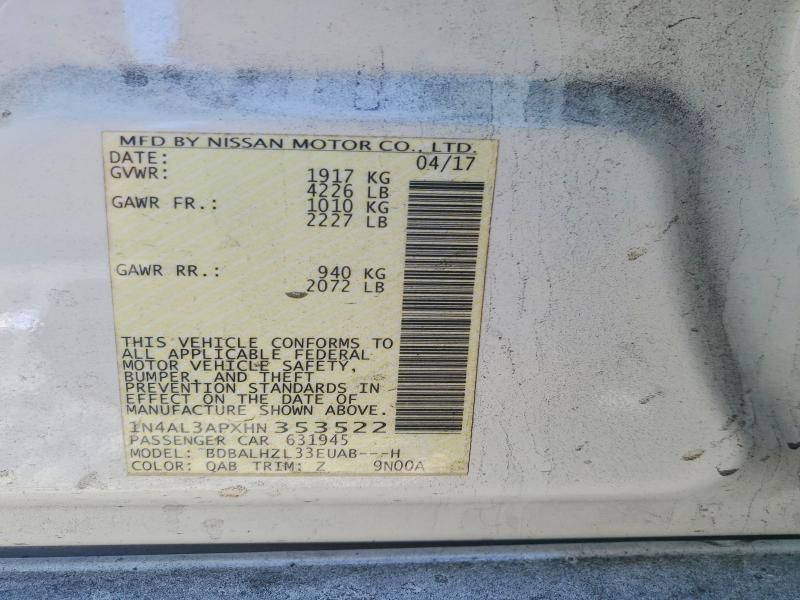 MFD BY NISSAN MOTOR CO., LTD.
DATE: 04/17
GVWR: 1917 KG
4226 LB
GAWR FR.: 1010 KG
2227 LB
GAWR RR.: 940 KG
2072 LB
THIS VEHICLE CONFORMS TO
ALL APPLICABLE FEDERAL
MOTOR VEHICLE SAFETY,
BUMPER, AND THEFT
PREVENTION STANDARDS IN
EFFECT ON THE DATE OF
MANUFACTURE SHOWN ABOVE.
1N4AL3APXHN 353522
PASSENGER CAR 631945
MODEL: BDBALHZL33EUAB---H
COLOR: QAB TRIM: Z 9N00A